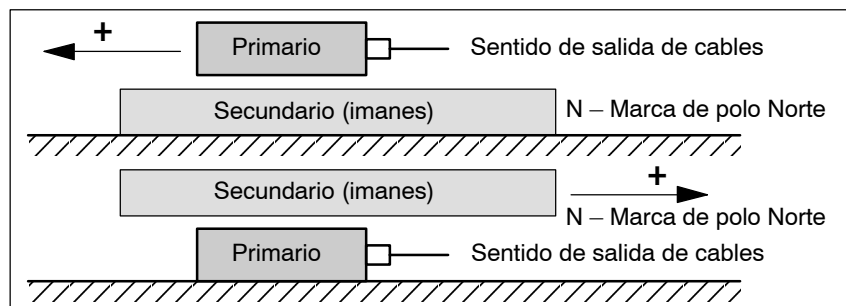 +
Primario
Sentido de salida de cables
Secundario (imanes)
N – Marca de polo Norte
Secundario (imanes)
+
N – Marca de polo Norte
Primario
Sentido de salida de cables